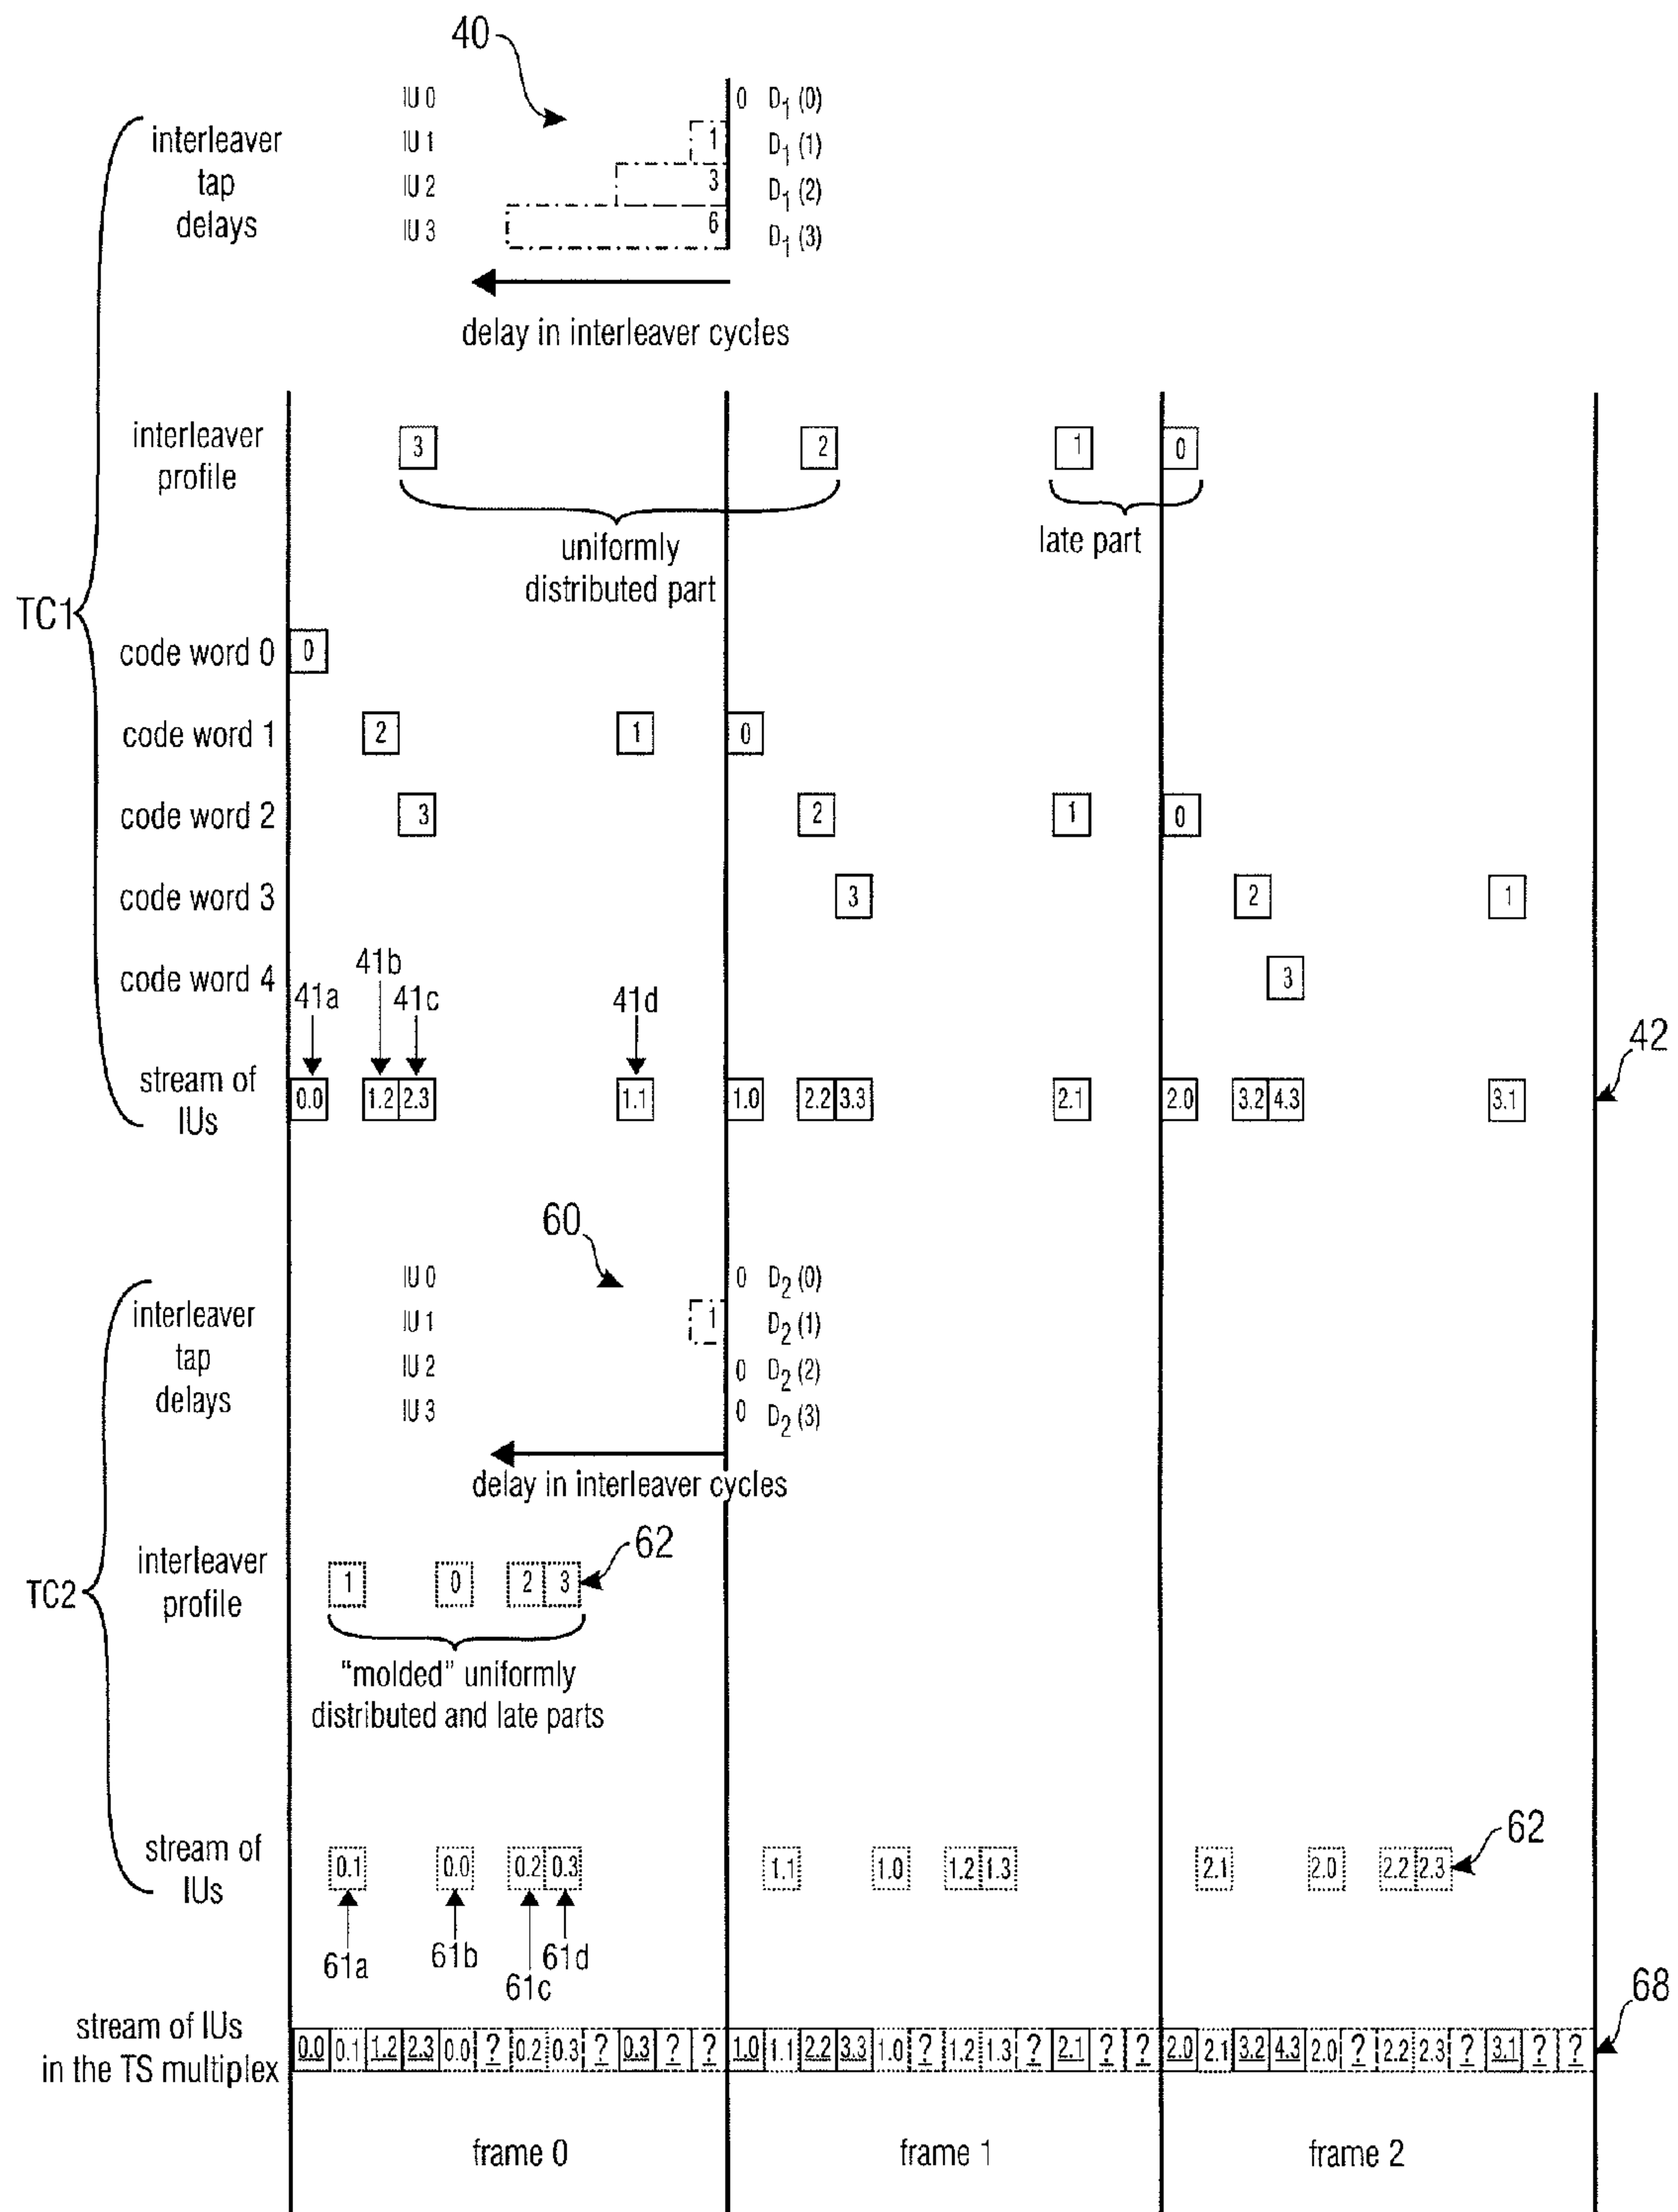 40
IU 0 0 D1 (0)
interleaver
tap
delays
IU 1 1 D1 (1)
IU 2 3 D1 (2)
IU 3 6 D1 (3)
delay in interleaver cycles
TC1
interleaver
profile
3 2 1 0
uniformly
distributed part
late part
code word 0 0
code word 1 2 1 0
code word 2 3 2 1 0
code word 3 3 2 1
code word 4 3
41a 41b 41c 41d
42
stream of
IUs
0.0 1.2 2.3 1.1 1.0 2.2 3.3 2.1 2.0 3.2 4.3 3.1
60
IU 0 0 D2 (0)
interleaver
tap
delays
IU 1 1 D2 (1)
IU 2 0 D2 (2)
IU 3 0 D2 (3)
delay in interleaver cycles
TC2
interleaver
profile
1 0 2 3
62
“molded” uniformly
distributed and late parts
stream of
IUs
0.1 0.0 0.2 0.3 1.1 1.0 1.2 1.3 2.1 2.0 2.2 2.3
62
61a 61b 61c 61d
68
stream of IUs
in the TS multiplex
0.0 0.1 1.2 2.3 0.0 ? 0.2 0.3 ? 0.3 ? ? 1.0 1.1 2.2 3.3 1.0 ? 1.2 1.3 ? 2.1 ? ? 2.0 2.1 3.2 4.3 2.0 ? 2.2 2.3 ? 3.1 ? ?
frame 0 frame 1 frame 2